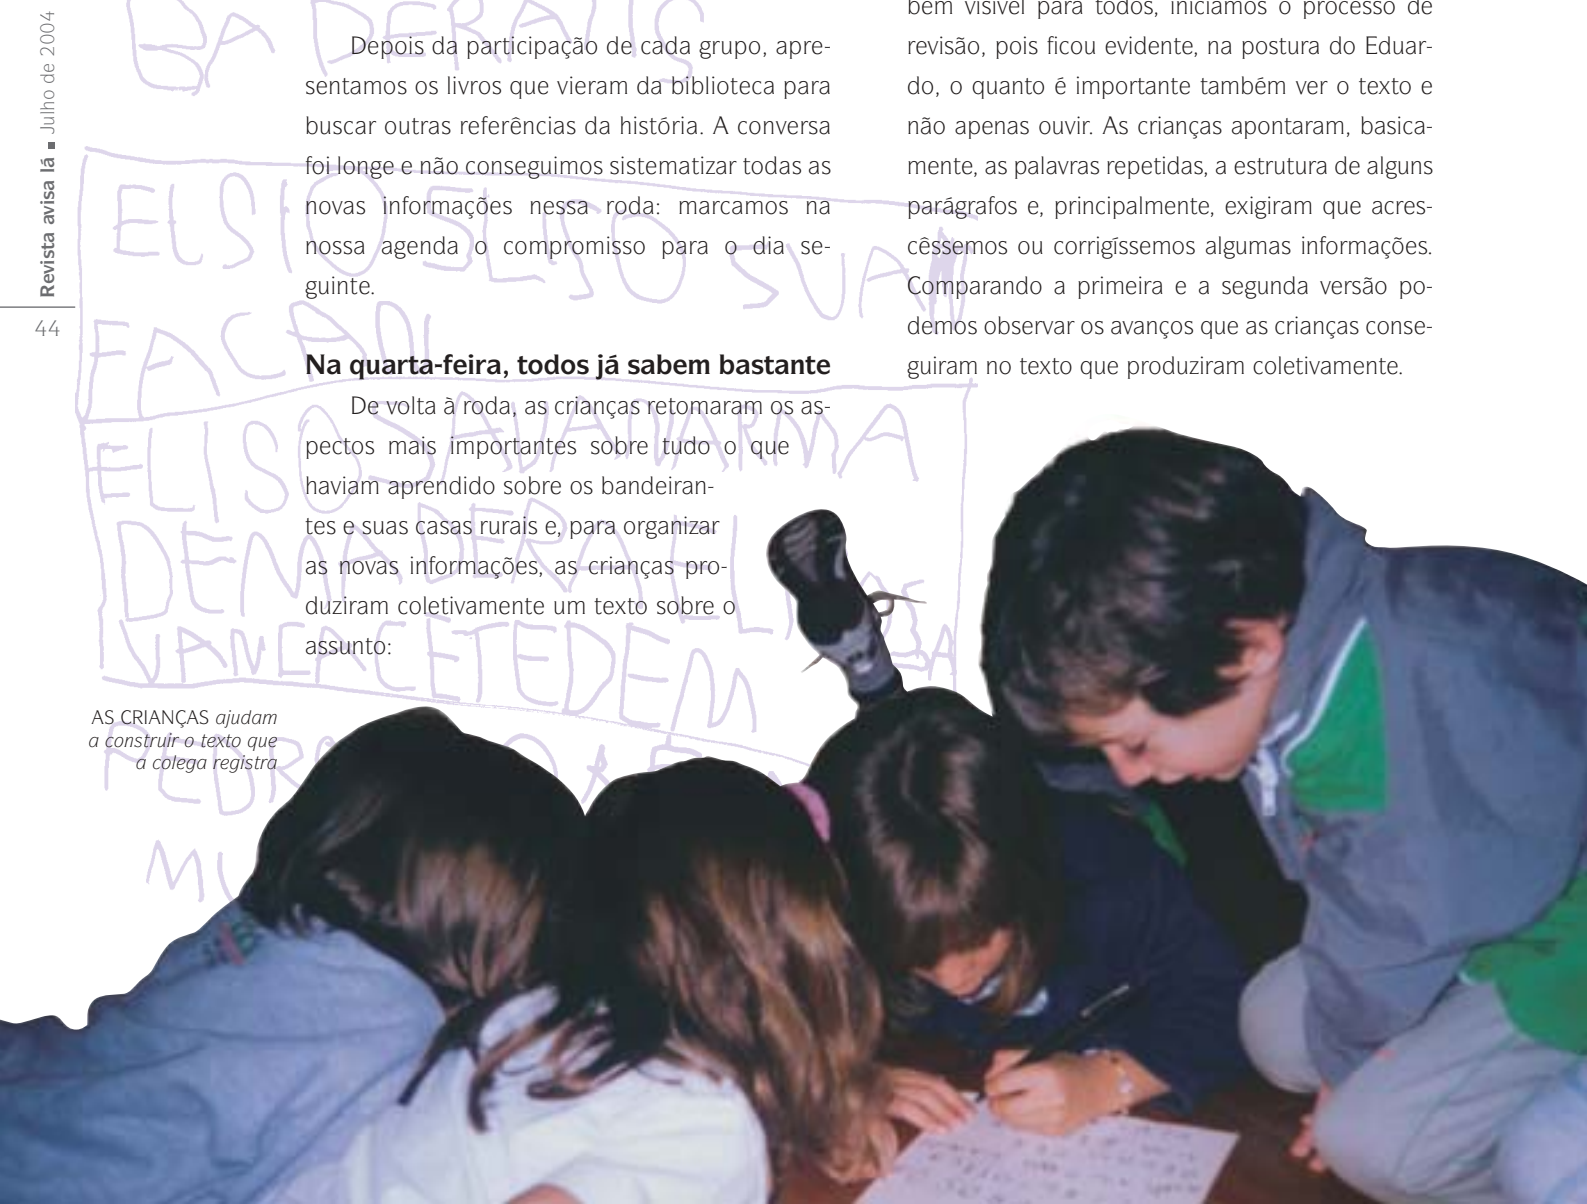 Revista avisa lá ■ Julho de 2004
44
BA DERAIS
Depois da participação de cada grupo, apre-
sentamos os livros que vieram da biblioteca para
buscar outras referências da história. A conversa
foi longe e não conseguimos sistematizar todas as
novas informações nessa roda: marcamos na
nossa agenda o compromisso para o dia se-
guinte.
Na quarta-feira, todos já sabem bastante
De volta à roda, as crianças retomaram os as-
pectos mais importantes sobre tudo o que
haviam aprendido sobre os bandeiran-
tes e suas casas rurais e, para organizar
as novas informações, as crianças pro-
duziram coletivamente um texto sobre o
assunto:
AS CRIANÇAS ajudam
a construir o texto que
a colega registra
bem visível para todos, iniciamos o processo de
revisão, pois ficou evidente, na postura do Eduar-
do, o quanto é importante também ver o texto e
não apenas ouvir. As crianças apontaram, basica-
mente, as palavras repetidas, a estrutura de alguns
parágrafos e, principalmente, exigiram que acres-
cêssemos ou corrigíssemos algumas informações.
Comparando a primeira e a segunda versão po-
demos observar os avanços que as crianças conse-
guiram no texto que produziram coletivamente.